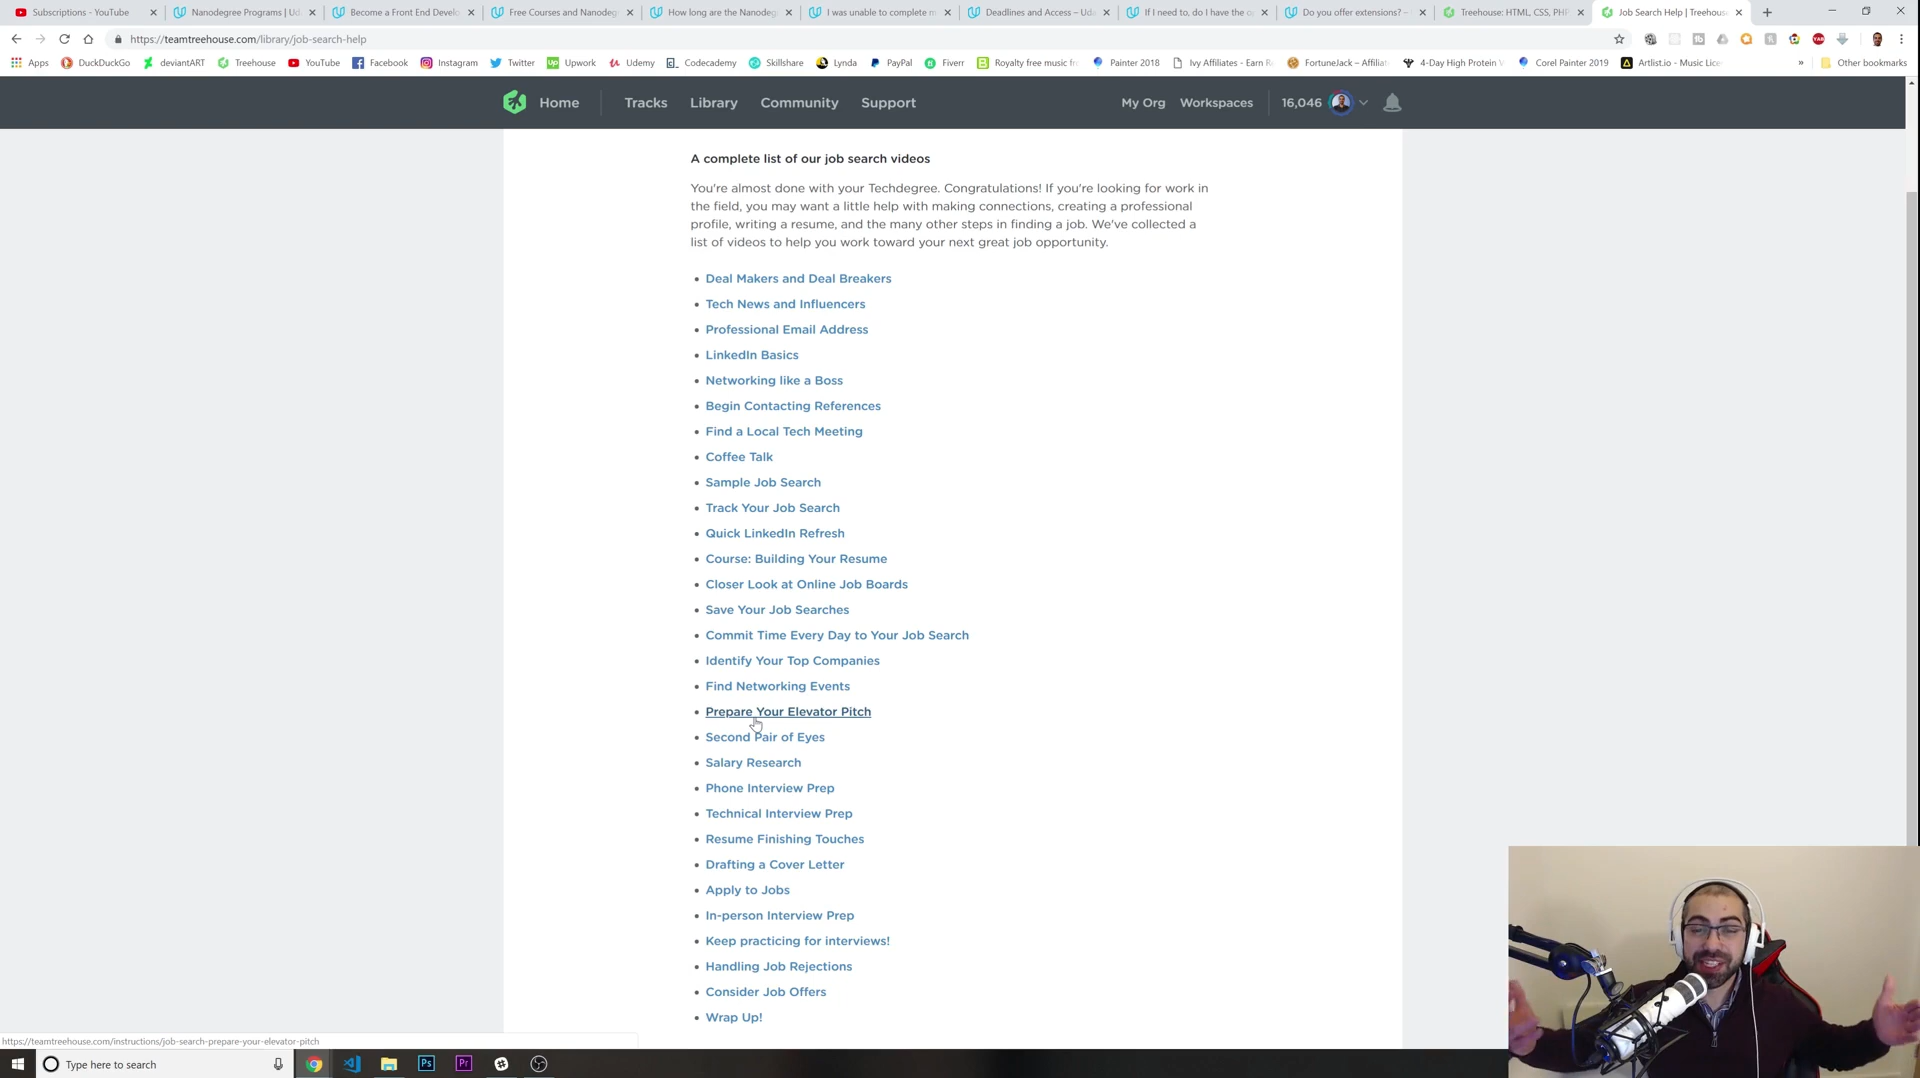 Subscriptions - YouTube
Nanodegree Programs | Uda
Become a Front End Develo
Free Courses and Nanodeg
How long are the Nanodeg
I was unable to complete m
Deadlines and Access – Uda
If I need to, do I have the o
Do you offer extensions? –
Treehouse: HTML, CSS, PHP
Job Search Help | Treehous
https://teamtreehouse.com/library/job-search-help
Apps
DuckDuckGo
deviantART
Treehouse
YouTube
Facebook
Instagram
Twitter
Upwork
Udemy
Codecademy
Skillshare
Lynda
PayPal
Fiverr
Royalty free music fr
Painter 2018
Ivy Affiliates - Earn R
FortuneJack – Affiliat
4-Day High Protein V
Corel Painter 2019
Artlist.io - Music Lice
Other bookmarks
Home
Tracks
Library
Community
Support
My Org
Workspaces
16,046
A complete list of our job search videos
You're almost done with your Techdegree. Congratulations! If you're looking for work in
the field, you may want a little help with making connections, creating a professional
profile, writing a resume, and the many other steps in finding a job. We've collected a
list of videos to help you work toward your next great job opportunity.
Deal Makers and Deal Breakers
Tech News and Influencers
Professional Email Address
LinkedIn Basics
Networking like a Boss
Begin Contacting References
Find a Local Tech Meeting
Coffee Talk
Sample Job Search
Track Your Job Search
Quick LinkedIn Refresh
Course: Building Your Resume
Closer Look at Online Job Boards
Save Your Job Searches
Commit Time Every Day to Your Job Search
Identify Your Top Companies
Find Networking Events
Prepare Your Elevator Pitch
Second Pair of Eyes
Salary Research
Phone Interview Prep
Technical Interview Prep
Resume Finishing Touches
Drafting a Cover Letter
Apply to Jobs
In-person Interview Prep
Keep practicing for interviews!
Handling Job Rejections
Consider Job Offers
Wrap Up!
https://teamtreehouse.com/instructions/job-search-prepare-your-elevator-pitch
Type here to search
Ps
Pr